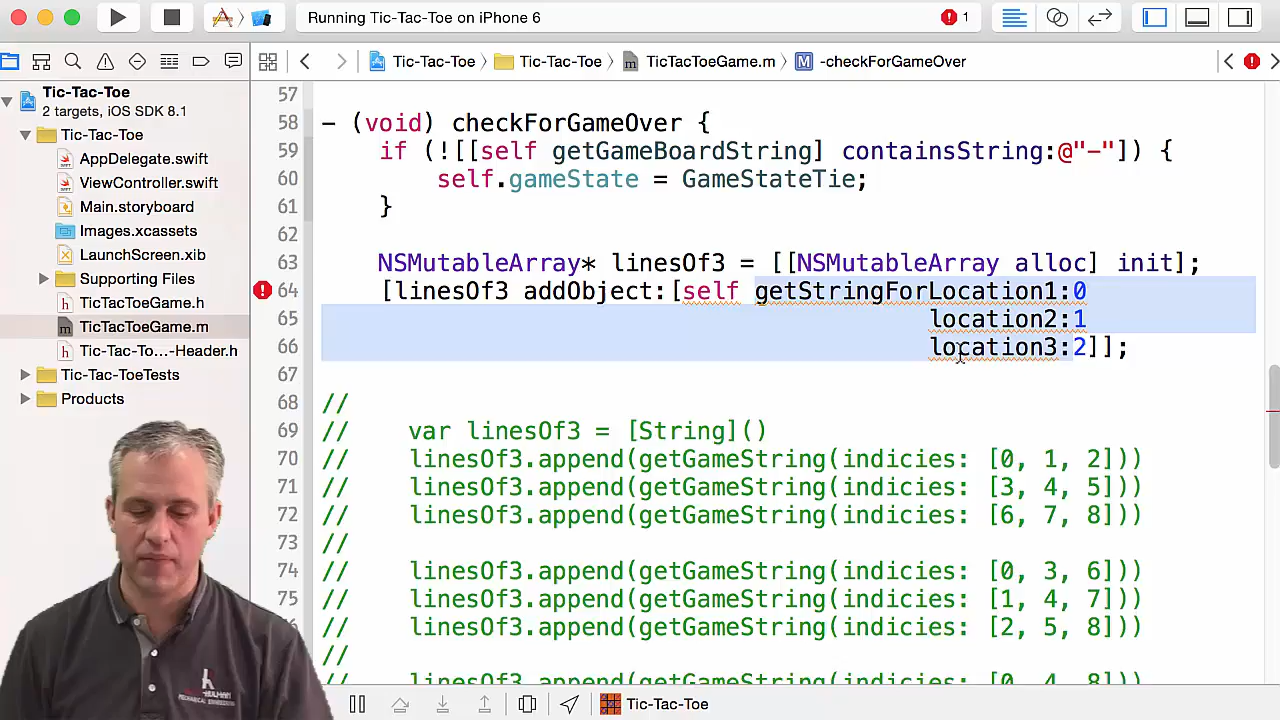 Running Tic-Tac-Toe on iPhone 6
1
Tic-Tac-Toe
Tic-Tac-Toe
TicTacToeGame.m
M
-checkForGameOver
Tic-Tac-Toe
2 targets, iOS SDK 8.1
Tic-Tac-Toe
AppDelegate.swift
ViewController.swift
Main.storyboard
Images.xcassets
LaunchScreen.xib
Supporting Files
TicTacToeGame.h
TicTacToeGame.m
Tic-Tac-To...-Header.h
Tic-Tac-ToeTests
Products
57
58 - (void) checkForGameOver {
59 if (![[self getGameBoardString] containsString:@"-"]) {
60 self.gameState = GameStateTie;
61 }
62
63 NSMutableArray* linesOf3 = [[NSMutableArray alloc] init];
64 [linesOf3 addObject:[self getStringForLocation1:0
65 location2:1
66 location3:2]];
67
68 //
69 // var linesOf3 = [String]()
70 // linesOf3.append(getGameString(indicies: [0, 1, 2]))
71 // linesOf3.append(getGameString(indicies: [3, 4, 5]))
72 // linesOf3.append(getGameString(indicies: [6, 7, 8]))
73 //
74 // linesOf3.append(getGameString(indicies: [0, 3, 6]))
75 // linesOf3.append(getGameString(indicies: [1, 4, 7]))
// linesOf3.append(getGameString(indicies: [2, 5, 8]))
//
// linesOf3.append(getGameString(indicies: [0, 4, 8]))
Tic-Tac-Toe